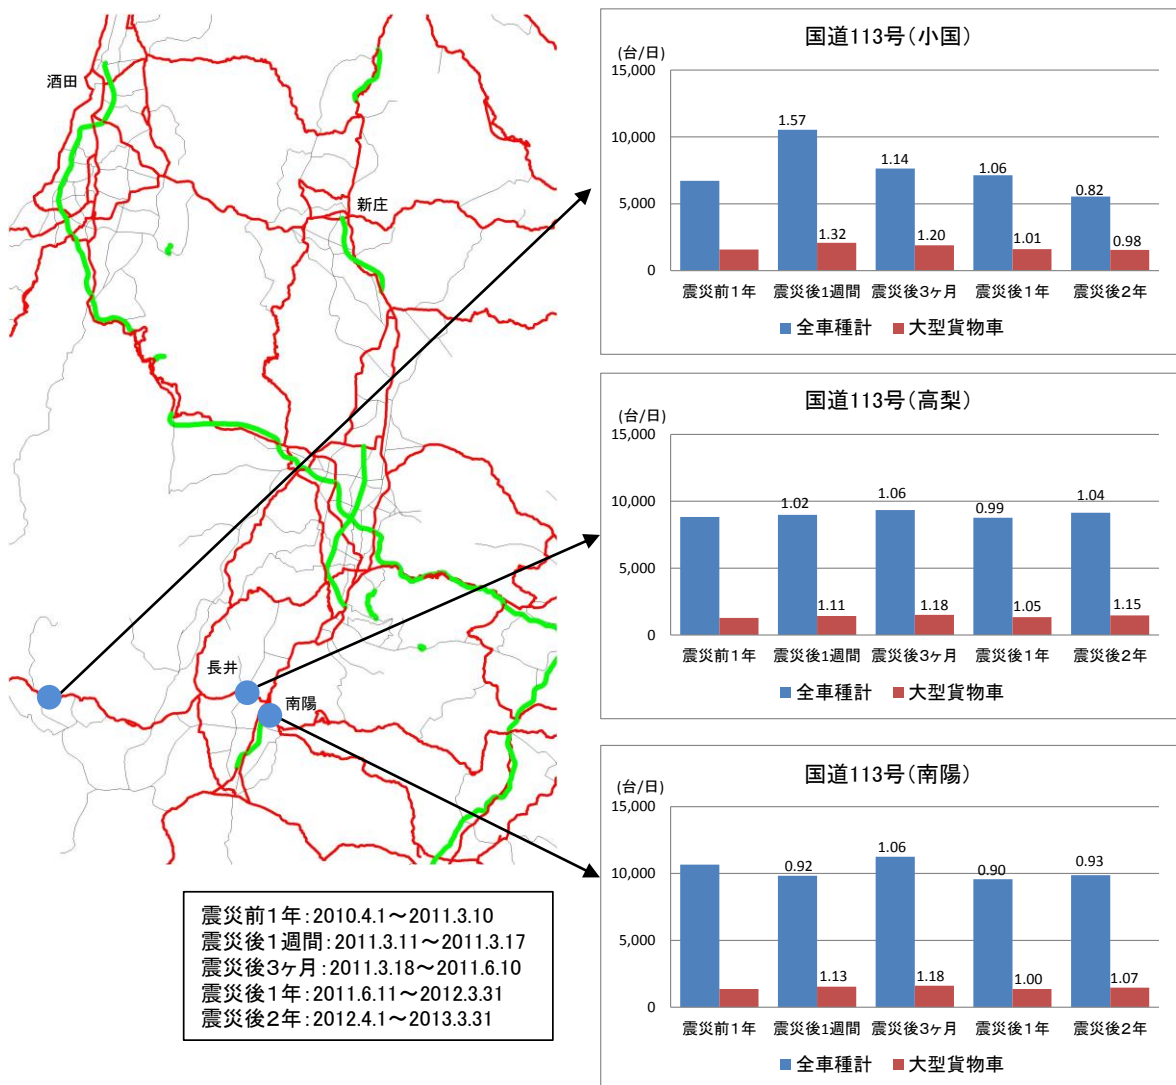 酒田
新庄
長井
南陽
震災前１年：2010.4.1～2011.3.10
震災後１週間：2011.3.11～2011.3.17
震災後３ヶ月：2011.3.18～2011.6.10
震災後１年：2011.6.11～2012.3.31
震災後２年：2012.4.1～2013.3.31
国道113号（小国）
(台/日)
15,000
10,000
5,000
0
1.57
1.14
1.06
0.82
1.32
1.20
1.01
0.98
震災前１年 震災後1週間 震災後３ヶ月 震災後１年 震災後２年
全車種計 大型貨物車
国道113号（高梨）
(台/日)
15,000
10,000
5,000
0
1.02
1.06
0.99
1.04
1.11
1.18
1.05
1.15
震災前１年 震災後1週間 震災後３ヶ月 震災後１年 震災後２年
全車種計 大型貨物車
国道113号（南陽）
(台/日)
15,000
10,000
5,000
0
0.92
1.06
0.90
0.93
1.13
1.18
1.00
1.07
震災前１年 震災後1週間 震災後３ヶ月 震災後１年 震災後２年
全車種計 大型貨物車